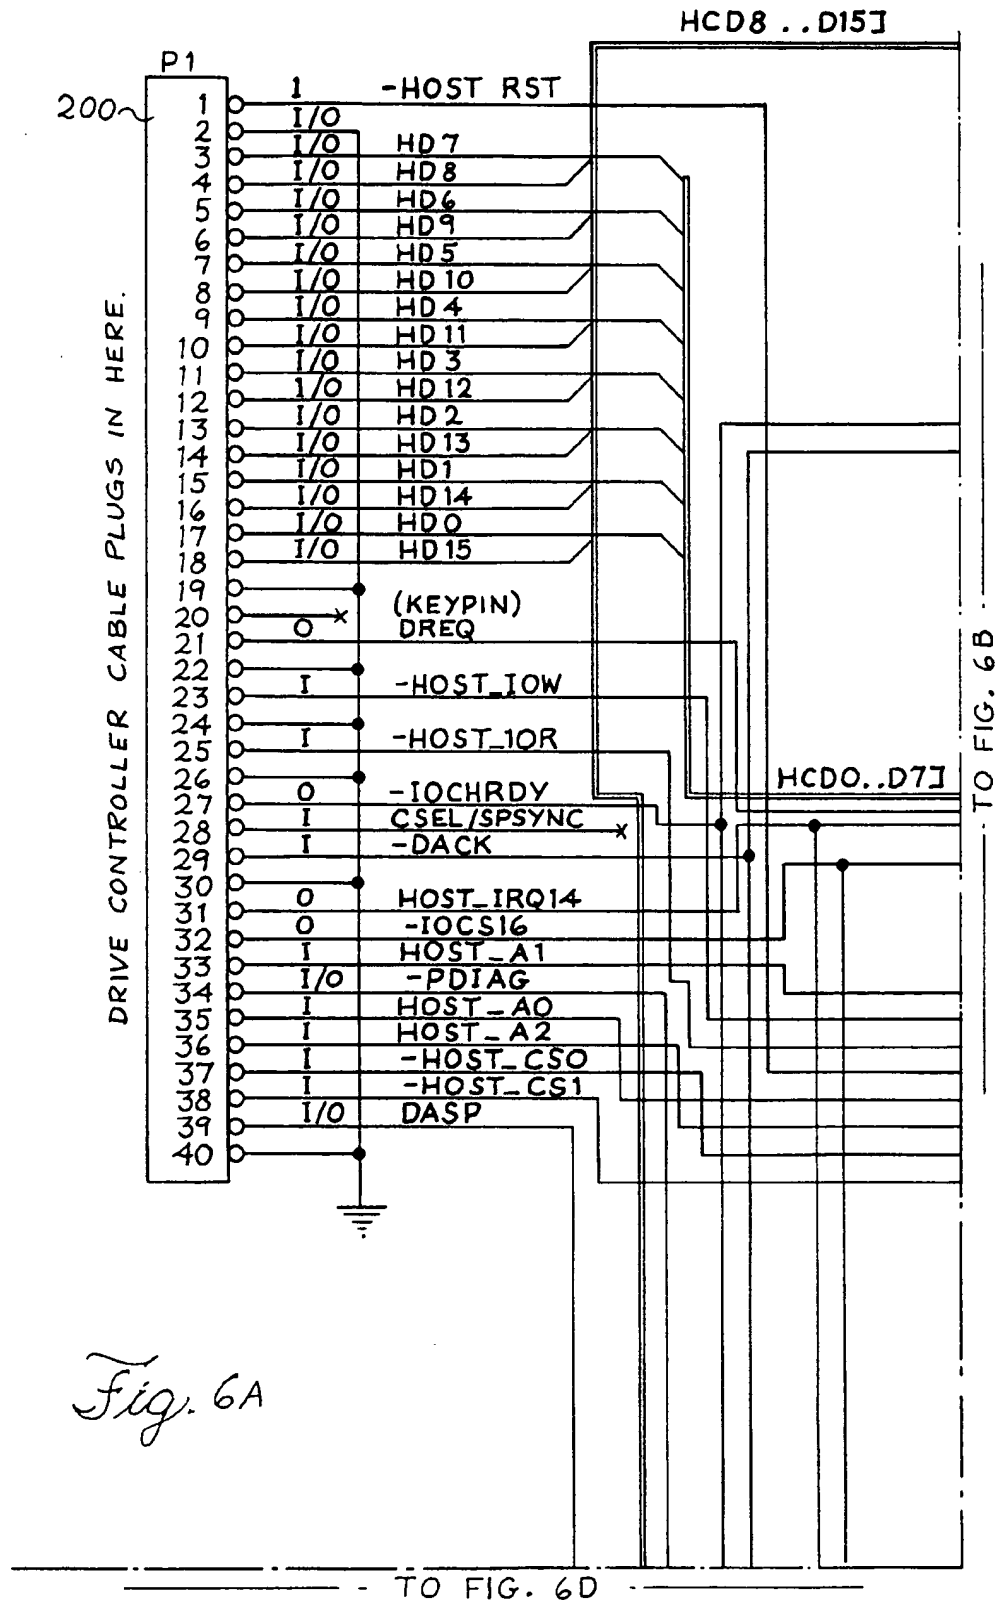 HCD8 . . D15]
P1
200
1 1 -HOST RST
2 I/O
3 I/O HD7
4 I/O HD8
5 I/O HD6
6 I/O HD9
7 I/O HD5
8 I/O HD10
9 I/O HD4
10 I/O HD11
11 I/O HD3
12 1/O HD12
13 I/O HD2
14 I/O HD13
15 I/O HD1
16 I/O HD14
17 I/O HD0
18 I/O HD15
19
20 (KEYPIN)
21 O DREQ
22
23 I -HOST_IOW
24
25 I -HOST_1OR
26
HCD0..D7]
27 O -IOCHRDY
28 I CSEL/SPSYNC
29 I -DACK
30
31 O HOST_IRQ14
32 O -IOCS16
33 I HOST_A1
34 I/O -PDIAG
35 I HOST_A0
36 I HOST_A2
37 I -HOST_CS0
38 I -HOST_CS1
39 I/O DASP
40
DRIVE CONTROLLER CABLE PLUGS IN HERE.
TO FIG. 6B
Fig. 6A
TO FIG. 6D